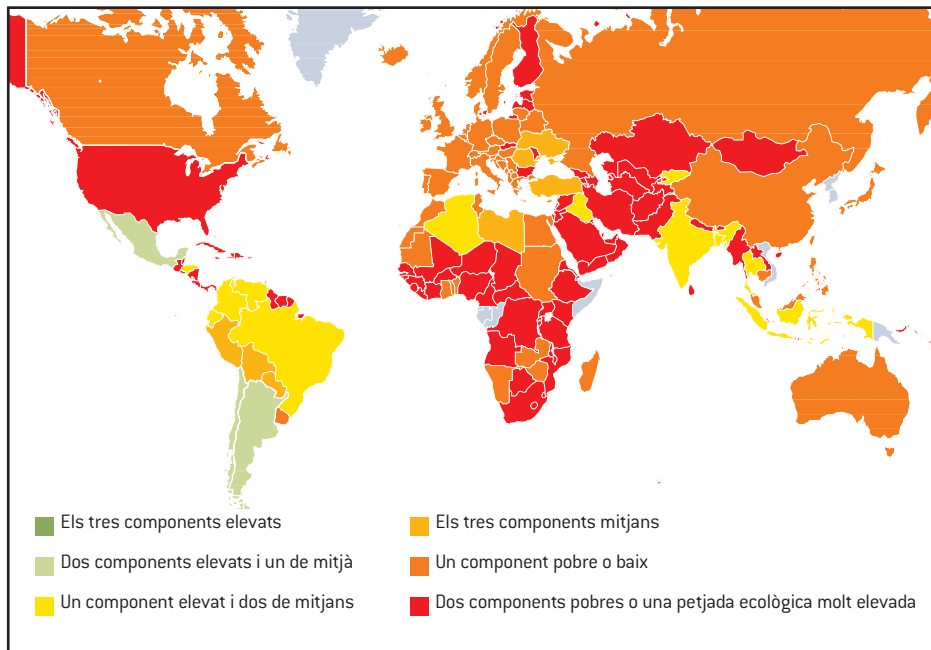 Els tres components elevats
Dos components elevats i un de mitjà
Un component elevat i dos de mitjans
Els tres components mitjans
Un component pobre o baix
Dos components pobres o una petjada ecològica molt elevada